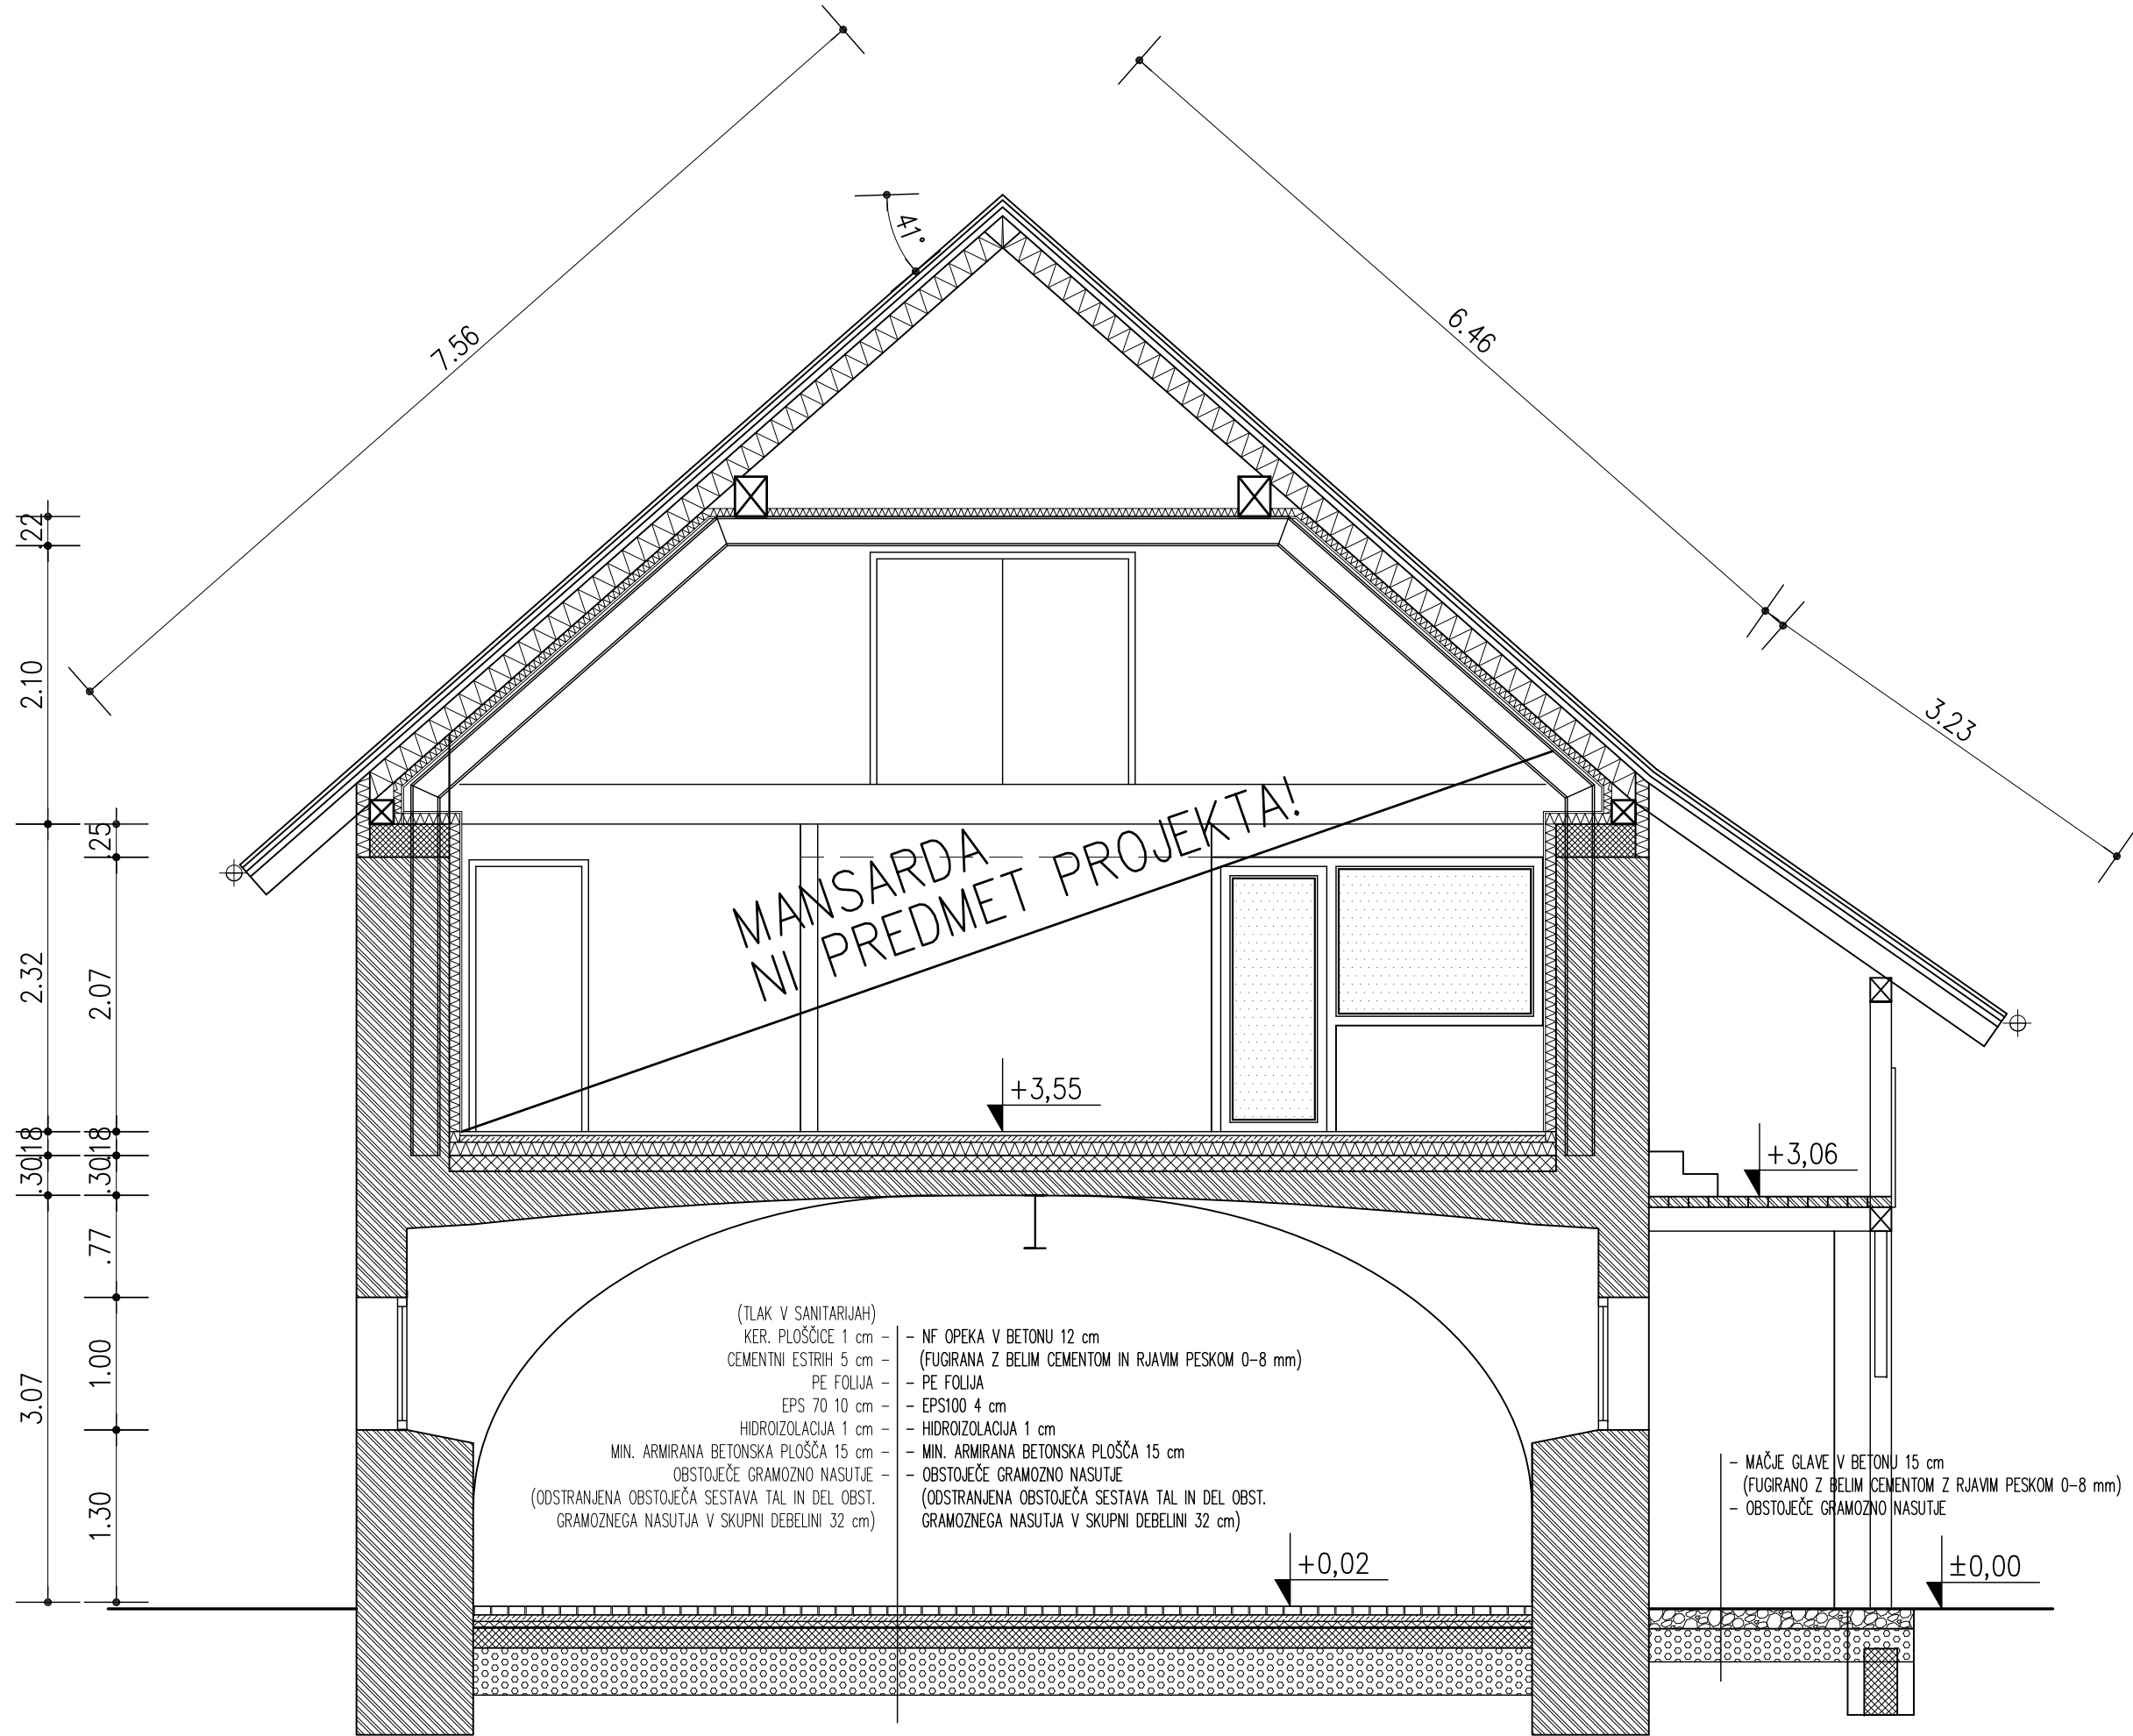 41°
7.56
6.46
3.23
.22
2.10
2.32
.18
.30
3.07
.25
2.07
.18
.30
.77
1.00
1.30
MANSARDA
NI PREDMET PROJEKTA!
+3,55
+3,06
(TLAK V SANITARIJAH)
KER. PLOŠČICE 1 cm -
CEMENTNI ESTRIH 5 cm -
PE FOLIJA -
EPS 70 10 cm -
HIDROIZOLACIJA 1 cm -
MIN. ARMIRANA BETONSKA PLOŠČA 15 cm -
OBSTOJEČE GRAMOZNO NASUTJE -
(ODSTRANJENA OBSTOJEČA SESTAVA TAL IN DEL OBST.
GRAMOZNEGA NASUTJA V SKUPNI DEBELINI 32 cm)
- NF OPEKA V BETONU 12 cm
(FUGIRANA Z BELIM CEMENTOM IN RJAVIM PESKOM 0-8 mm)
- PE FOLIJA
- EPS100 4 cm
- HIDROIZOLACIJA 1 cm
- MIN. ARMIRANA BETONSKA PLOŠČA 15 cm
- OBSTOJEČE GRAMOZNO NASUTJE
(ODSTRANJENA OBSTOJEČA SESTAVA TAL IN DEL OBST.
GRAMOZNEGA NASUTJA V SKUPNI DEBELINI 32 cm)
- MAČJE GLAVE V BETONU 15 cm
(FUGIRANO Z BELIM CEMENTOM Z RJAVIM PESKOM 0-8 mm)
- OBSTOJEČE GRAMOZNO NASUTJE
+0,02
±0,00